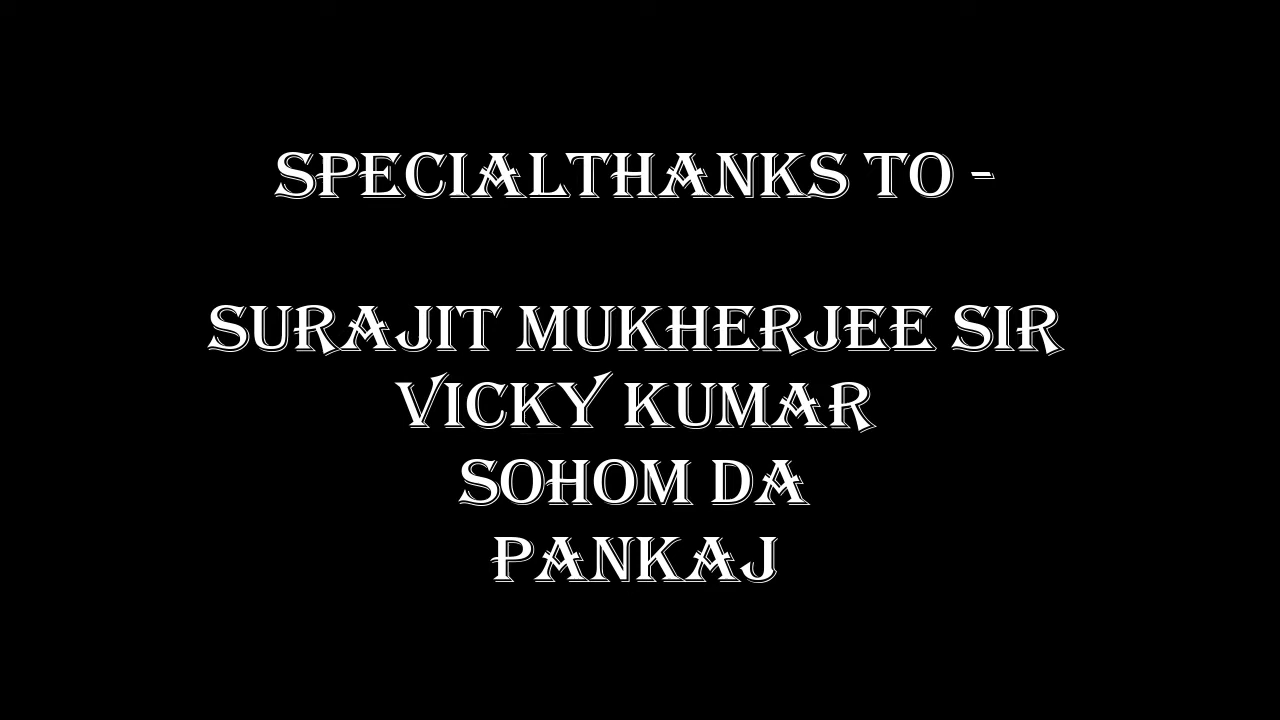 SPECIALTHANKS TO -
SURAJIT MUKHERJEE SIR
VICKY KUMAR
SOHOM DA
PANKAJ